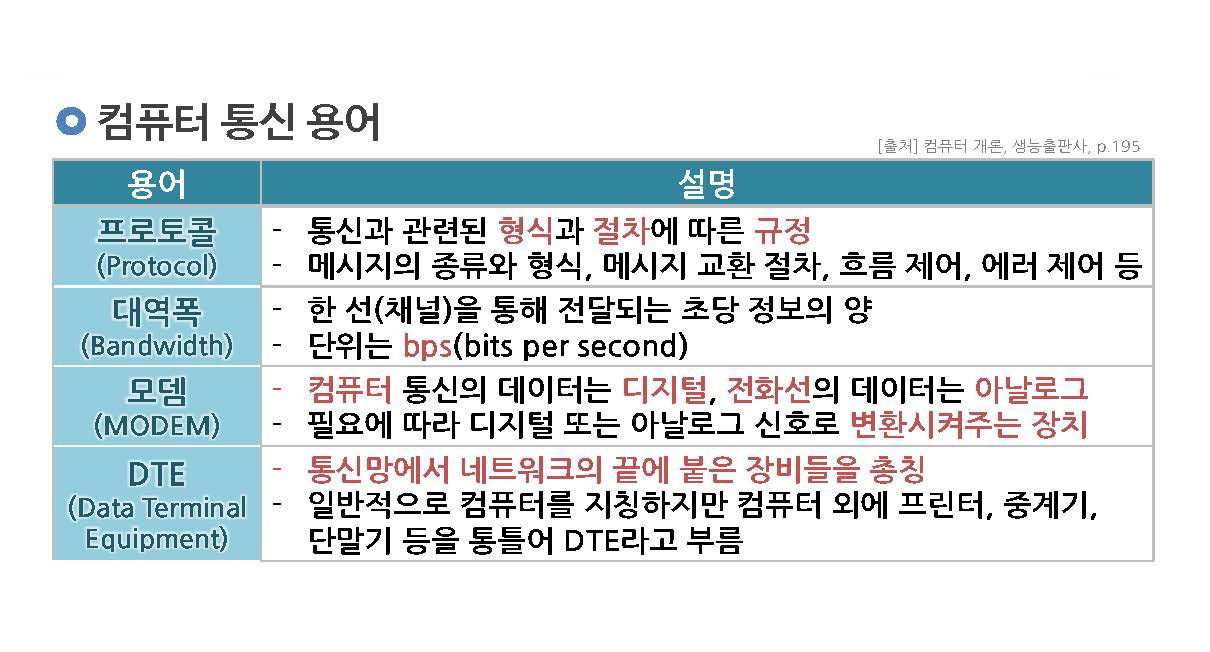 컴퓨터 통신 용어
[출처] 컴퓨터 개론, 생능출판사, p.195
용어 설명
프로토콜
(Protocol)
- 통신과 관련된 형식과 절차에 따른 규정
- 메시지의 종류와 형식, 메시지 교환 절차, 흐름 제어, 에러 제어 등
대역폭
(Bandwidth)
- 한 선(채널)을 통해 전달되는 초당 정보의 양
- 단위는 bps(bits per second)
모뎀
(MODEM)
- 컴퓨터 통신의 데이터는 디지털, 전화선의 데이터는 아날로그
- 필요에 따라 디지털 또는 아날로그 신호로 변환시켜주는 장치
DTE
(Data Terminal
Equipment)
- 통신망에서 네트워크의 끝에 붙은 장비들을 총칭
- 일반적으로 컴퓨터를 지칭하지만 컴퓨터 외에 프린터, 중계기,
단말기 등을 통틀어 DTE라고 부름